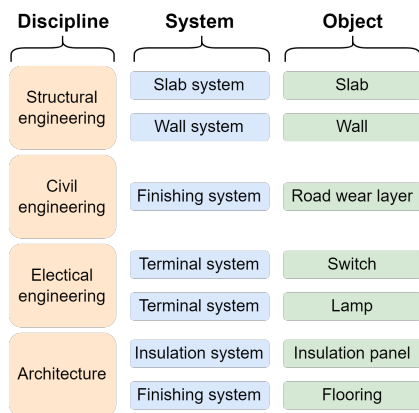 Discipline System Object
Structural
engineering
Slab system Slab
Wall system Wall
Civil
engineering
Finishing system Road wear layer
Electical
engineering
Terminal system Switch
Terminal system Lamp
Architecture
Insulation system Insulation panel
Finishing system Flooring